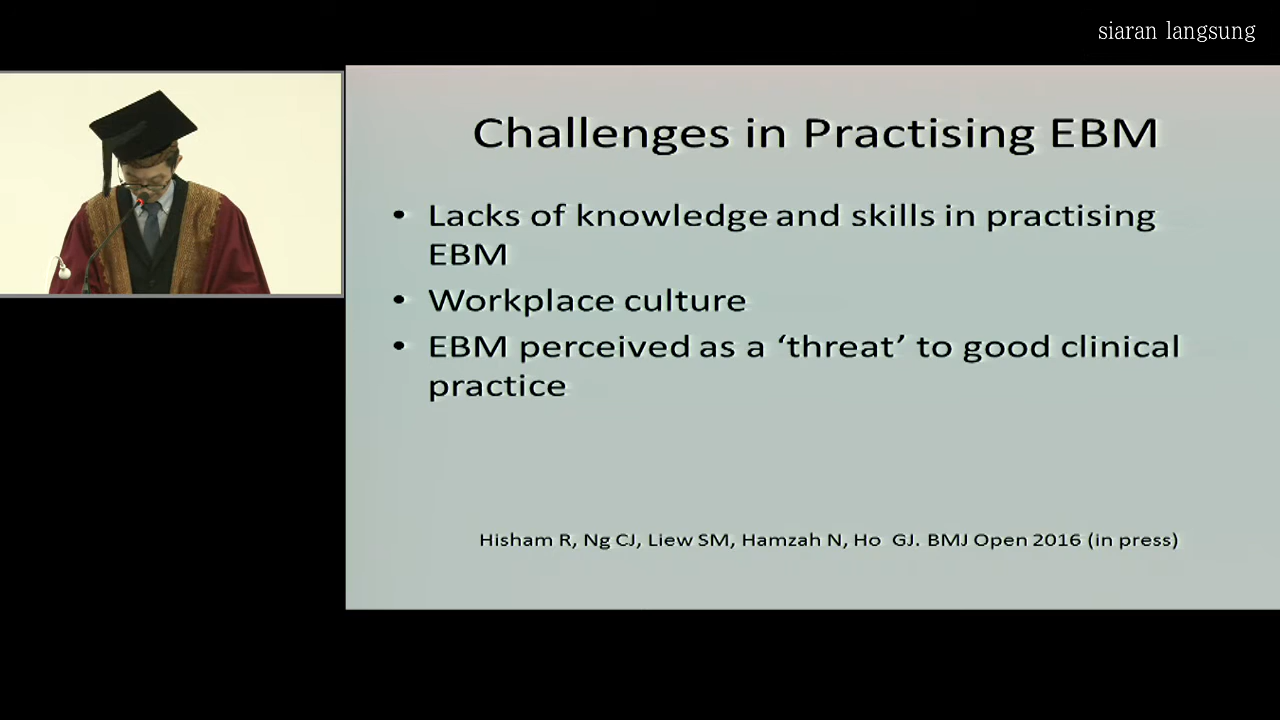 siaran langsung
Challenges in Practising EBM
• Lacks of knowledge and skills in practising
EBM
• Workplace culture
• EBM perceived as a ‘threat’ to good clinical
practice
Hisham R, Ng CJ, Liew SM, Hamzah N, Ho GJ. BMJ Open 2016 (in press)